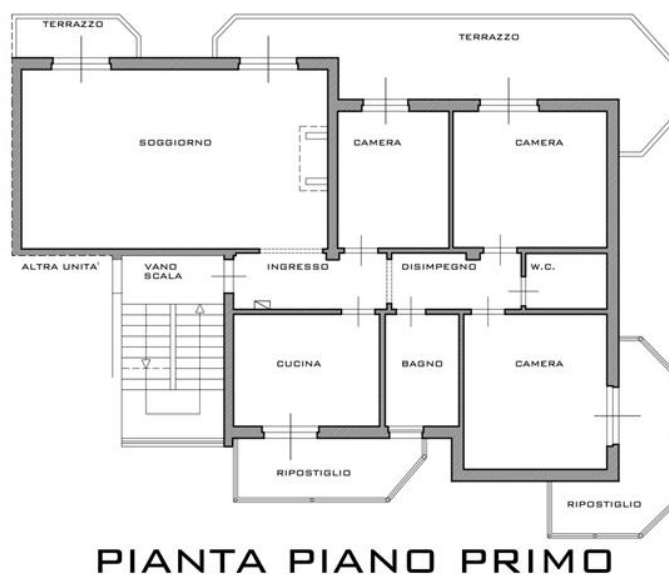 TERRAZZO
TERRAZZO
SOGGIORNO
CAMERA
CAMERA
ALTRA UNITA'
VANO
SCALA
INGRESSO
DISIMPEGNO
W.C.
CUCINA
BAGNO
CAMERA
RIPOSTIGLIO
RIPOSTIGLIO
PIANTA PIANO PRIMO